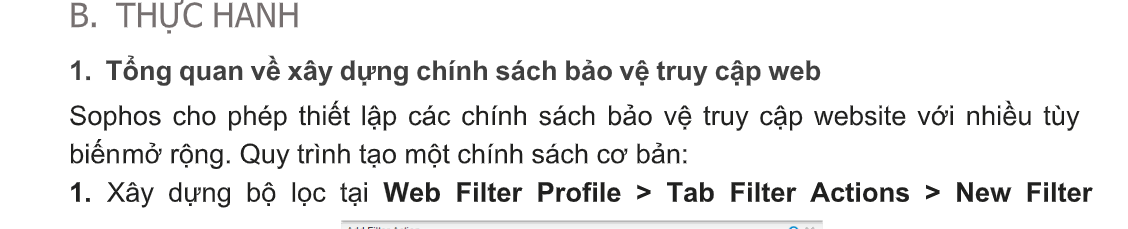 B. THỰC HÀNH
1. Tổng quan về xây dựng chính sách bảo vệ truy cập web
Sophos cho phép thiết lập các chính sách bảo vệ truy cập website với nhiều tùy
biếnmở rộng. Quy trình tạo một chính sách cơ bản:
1. Xây dựng bộ lọc tại Web Filter Profile > Tab Filter Actions > New Filter